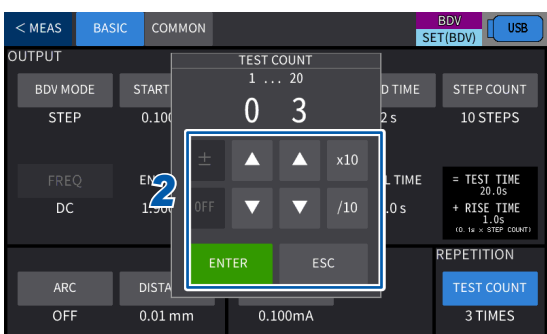 < MEAS BASIC COMMON BDV SET(BDV) USB
OUTPUT
TEST COUNT
1 ... 20
0 3
BDV MODE START D TIME STEP COUNT
STEP 0.100 2 s 10 STEPS
± ▲ ▲ x10
2
FREQ L TIME = TEST TIME
20.0s
DC 1.900 .0 s + RISE TIME
1.0s
(0.1s × STEP COUNT)
OFF ▼ ▼ /10
ENTER ESC
REPETITION
ARC DISTA TEST COUNT
OFF 0.01 mm 0.100mA 3 TIMES